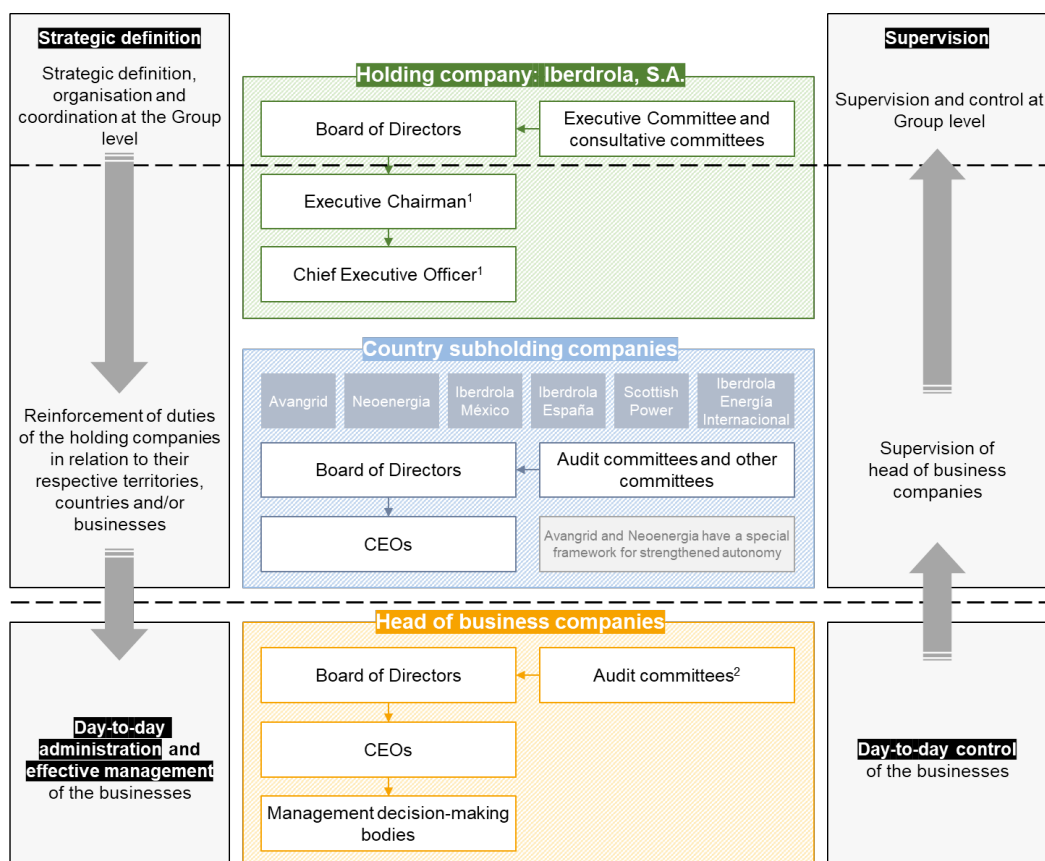 Strategic definition
Strategic definition,
organisation and
coordination at the Group
level
Reinforcement of duties
of the holding companies
in relation to their
respective territories,
countries and/or
businesses
Day-to-day
administration and
effective management
of the businesses
Holding company: Iberdrola, S.A.
Board of Directors
Executive Committee and
consultative committees
Executive Chairman¹
Chief Executive Officer¹
Country subholding companies
Avangrid
Neoenergia
Iberdrola
México
Iberdrola
España
Scottish
Power
Iberdrola
Energía
Internacional
Board of Directors
Audit committees and other
committees
CEOs
Avangrid and Neoenergia have a special
framework for strengthened autonomy
Head of business companies
Board of Directors
Audit committees²
CEOs
Management decision-making
bodies
Supervision
Supervision and control at
Group level
Supervision of
head of business
companies
Day-to-day control
of the businesses